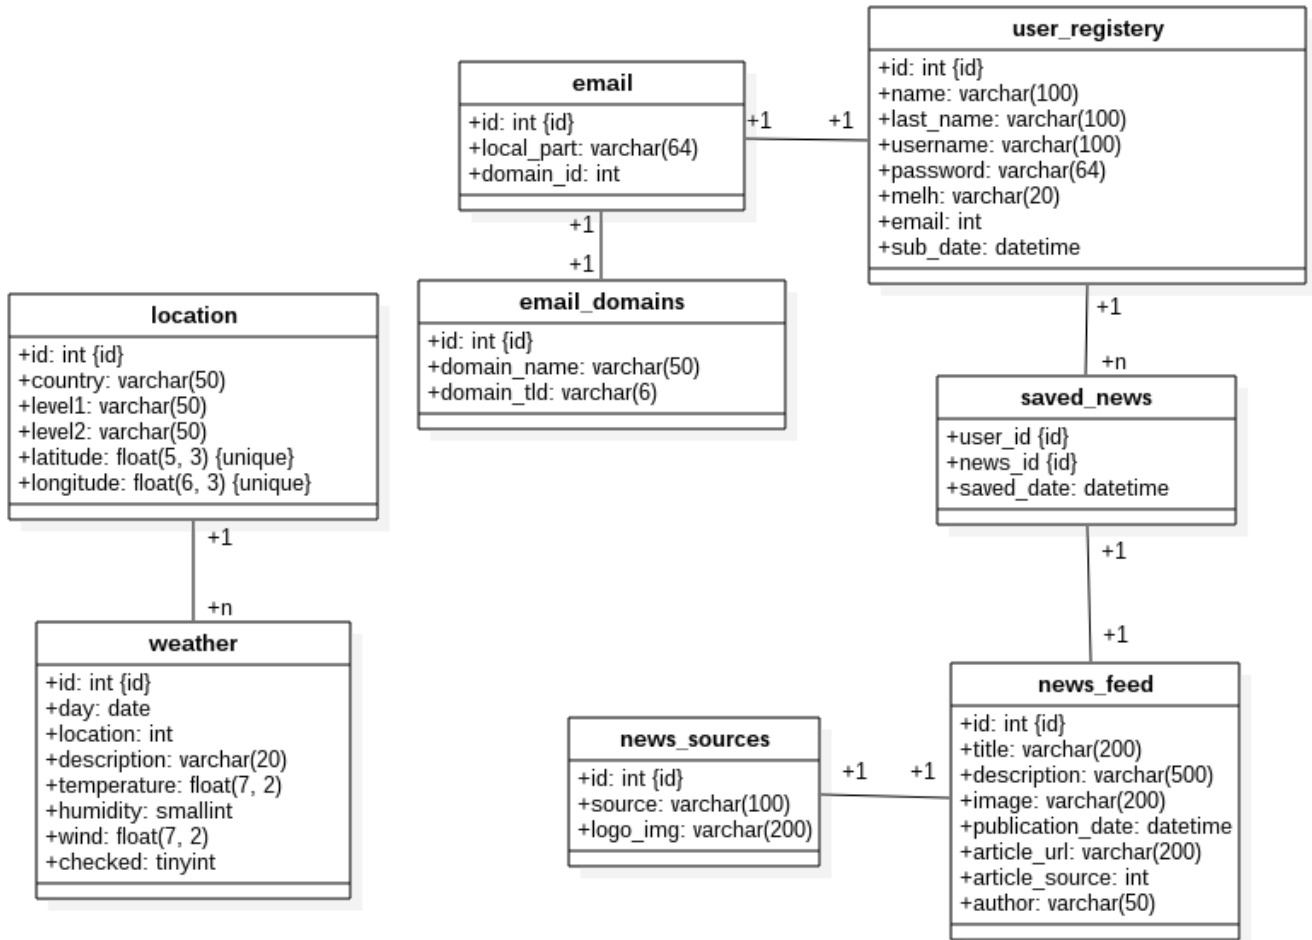 user_registery
+id: int {id}
+name: varchar(100)
+last_name: varchar(100)
+username: varchar(100)
+password: varchar(64)
+melh: varchar(20)
+email: int
+sub_date: datetime
email
+id: int {id}
+local_part: varchar(64)
+domain_id: int
+1
+1
+1
+1
email_domains
+id: int {id}
+domain_name: varchar(50)
+domain_tld: varchar(6)
location
+id: int {id}
+country: varchar(50)
+level1: varchar(50)
+level2: varchar(50)
+latitude: float(5, 3) {unique}
+longitude: float(6, 3) {unique}
+1
+n
saved_news
+user_id {id}
+news_id {id}
+saved_date: datetime
+1
+n
weather
+id: int {id}
+day: date
+location: int
+description: varchar(20)
+temperature: float(7, 2)
+humidity: smallint
+wind: float(7, 2)
+checked: tinyint
+1
+1
news_feed
+id: int {id}
+title: varchar(200)
+description: varchar(500)
+image: varchar(200)
+publication_date: datetime
+article_url: varchar(200)
+article_source: int
+author: varchar(50)
news_sources
+id: int {id}
+source: varchar(100)
+logo_img: varchar(200)
+1
+1